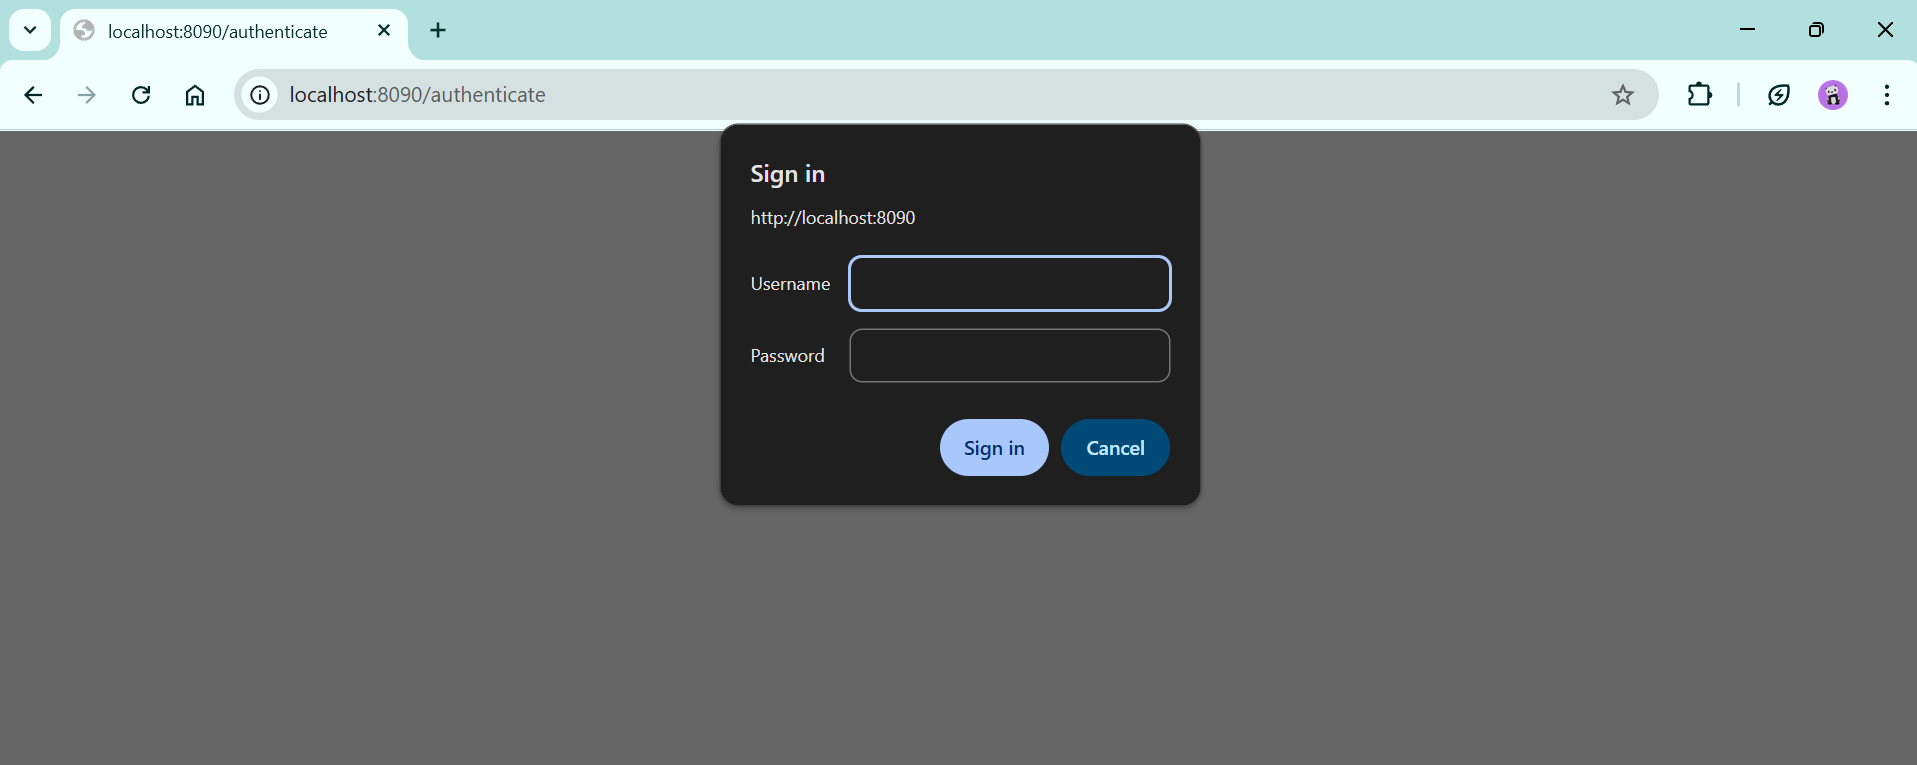 localhost:8090/authenticate
localhost:8090/authenticate
Sign in
http://localhost:8090
Username
Password
Sign in Cancel